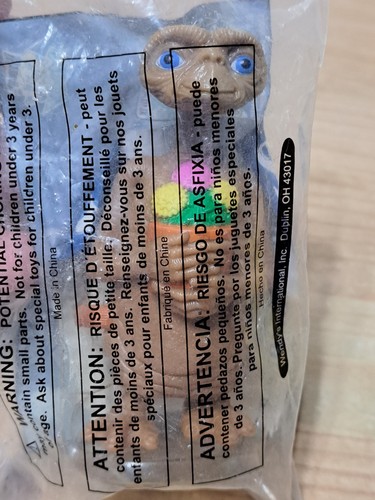 WARNING: POTENTIAL CHOKING
contain small parts. Not for children under 3 years
age. Ask about special toys for children under 3.
Made in China
ATTENTION: RISQUE D'ÉTOUFFEMENT - peut
contenir des pièces de petite taille. Déconseillé pour les
enfants de moins de 3 ans. Renseignez-vous sur nos jouets
spéciaux pour enfants de moins de 3 ans.
Fabriqué en Chine
ADVERTENCIA: RIESGO DE ASFIXIA - puede
contener pedazos pequeños. No es para niños menores
de 3 años. Pregunte por los juguetes especiales
para niños menores de 3 años.
Hecho en China
Wendy's International, Inc. Dublin, OH 43017